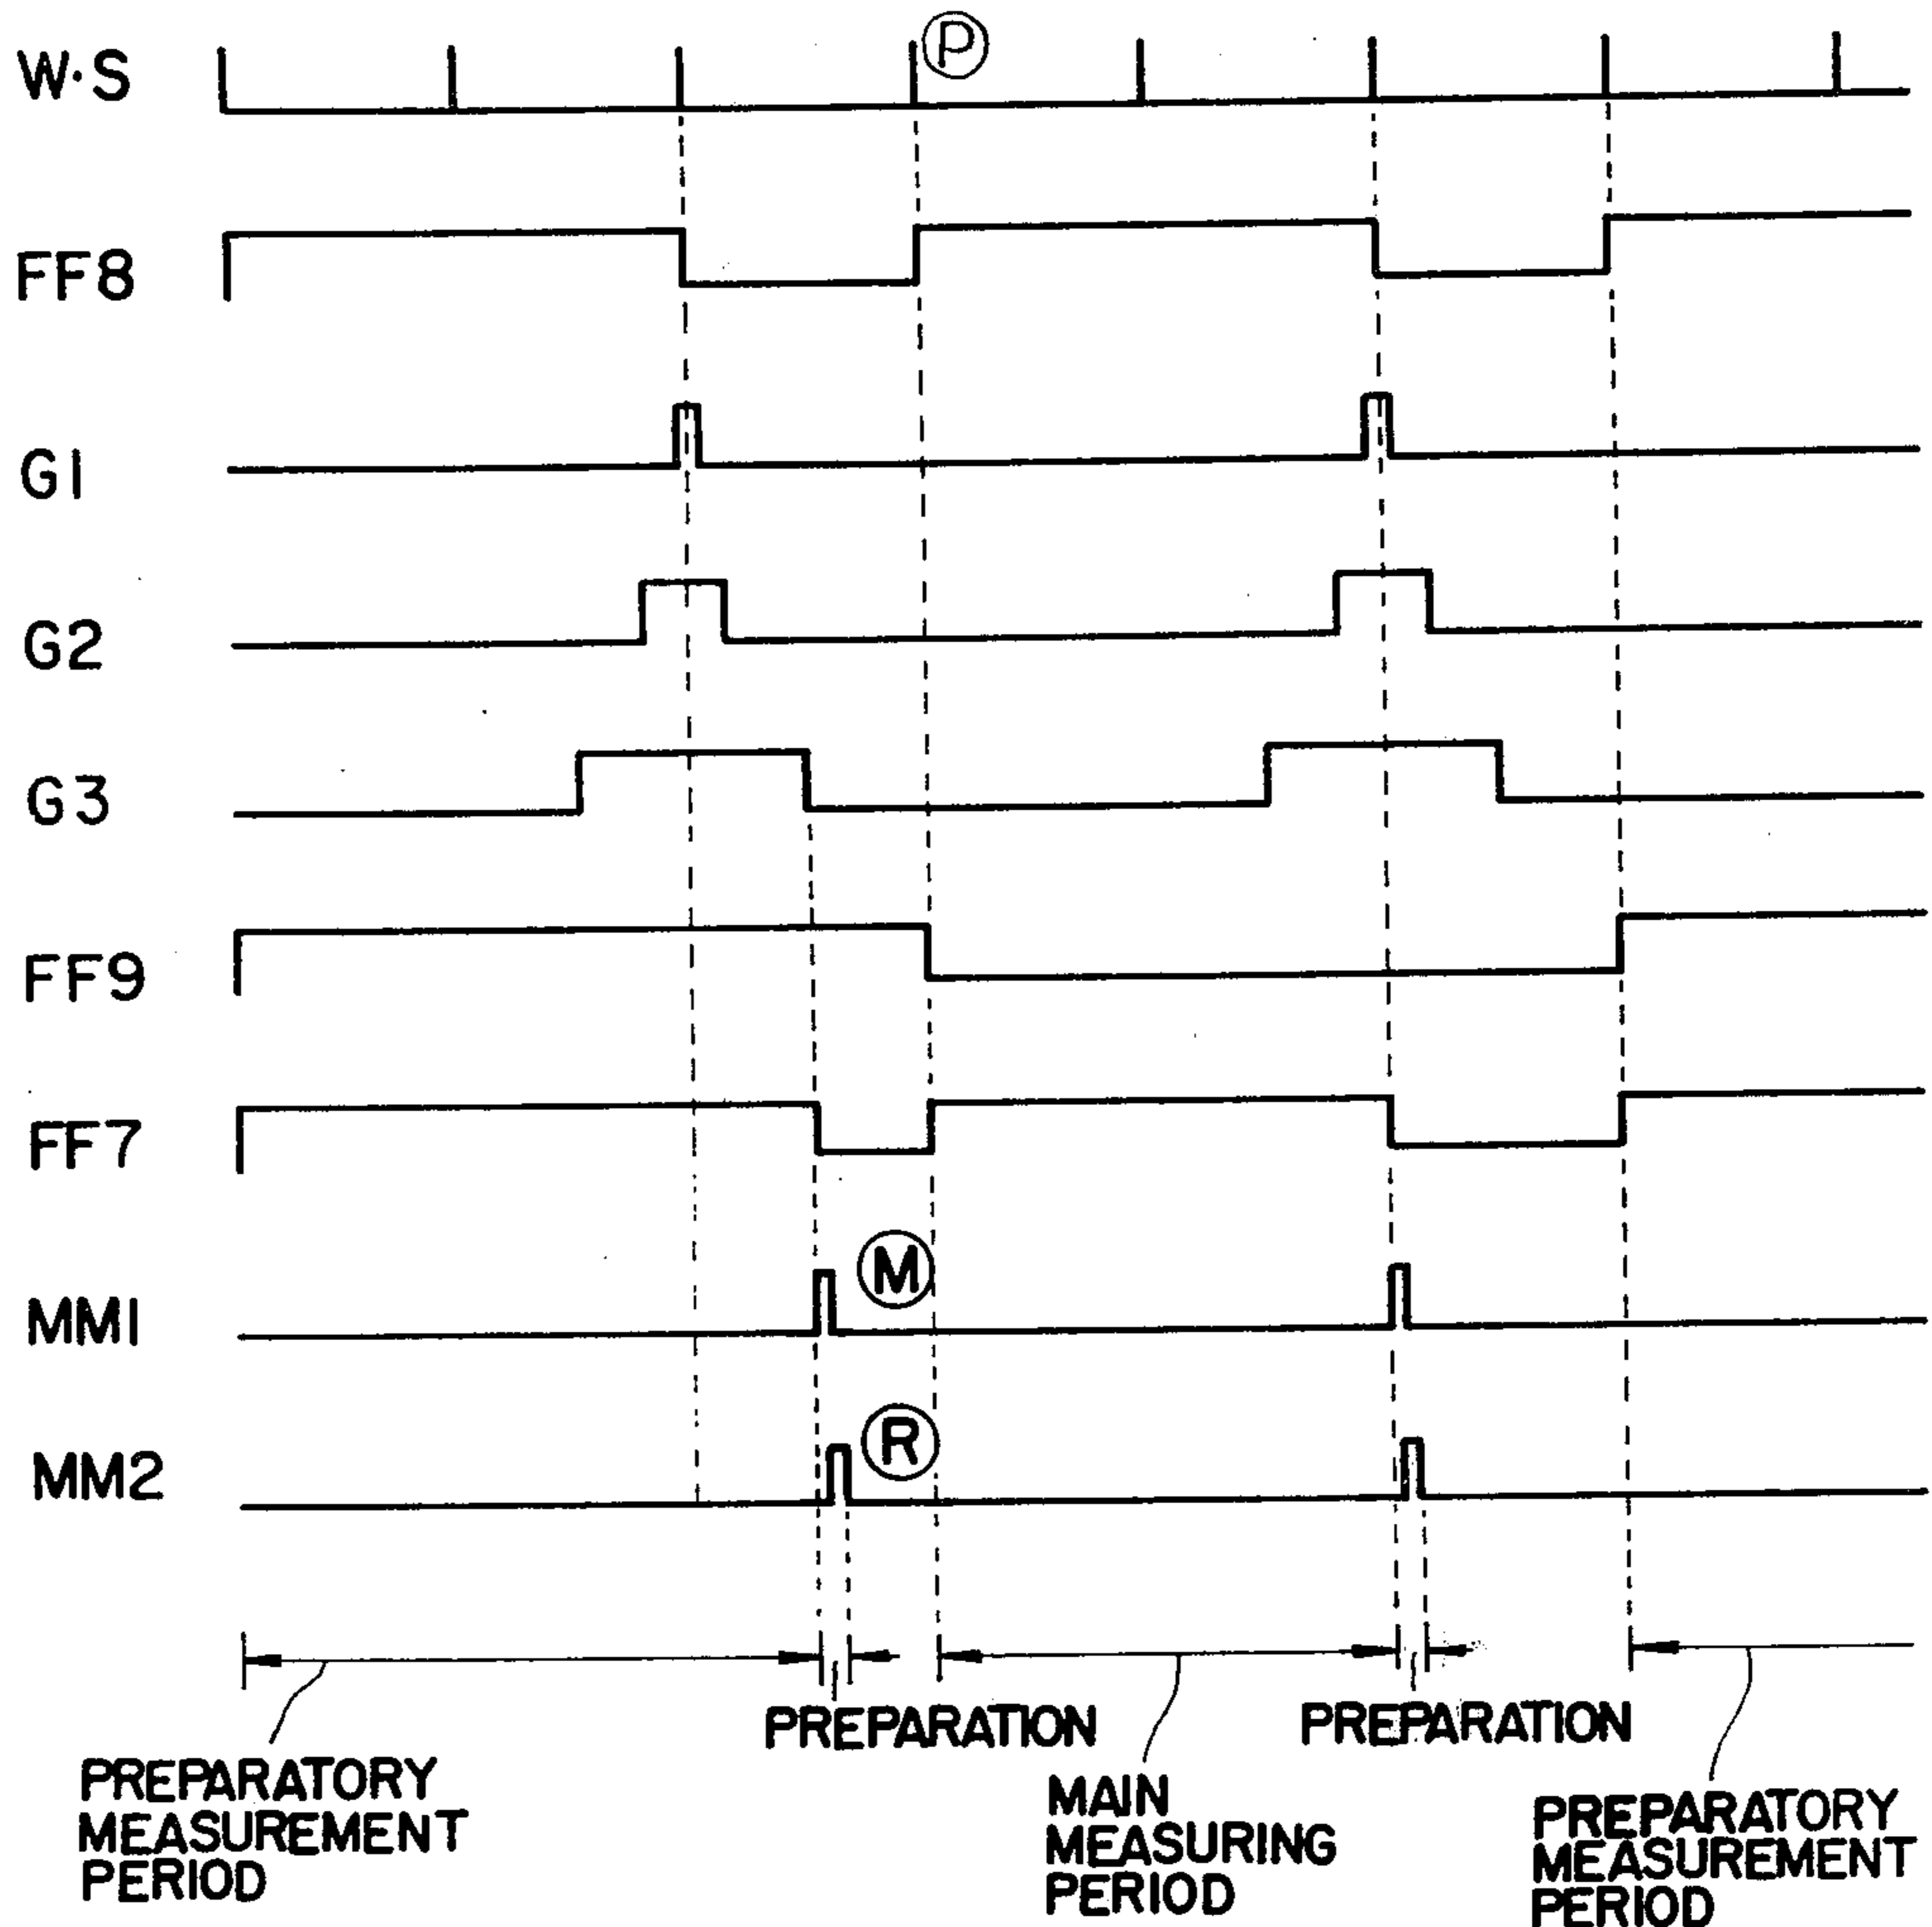 W·S
P
FF8
G1
G2
G3
FF9
FF7
MM1
M
MM2
R
PREPARATION
PREPARATION
PREPARATORY
MEASUREMENT
PERIOD
MAIN
MEASURING
PERIOD
PREPARATORY
MEASUREMENT
PERIOD